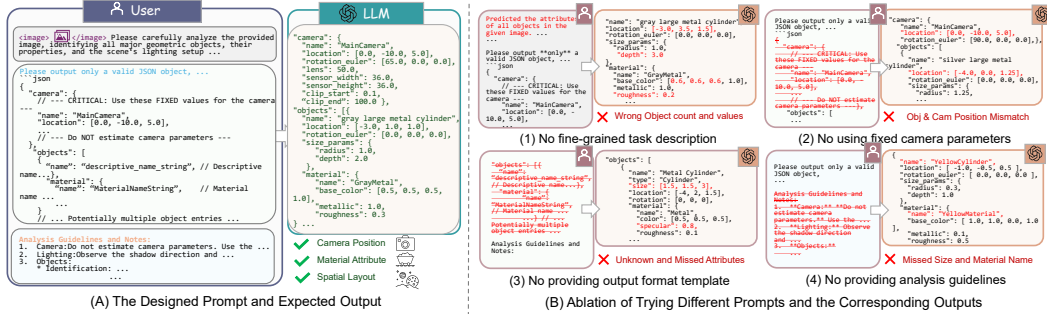 User
<image> </image> Please carefully analyze the provided
image, identifying all major geometric objects, their
properties, and the scene's lighting setup ...
Please output only a valid JSON object, ...
```json
{
"camera": {
// --- CRITICAL: Use these FIXED values for the camera
---
"name": "MainCamera",
"location": [0.0, -10.0, 5.0],
...
// --- Do NOT estimate camera parameters ---
},
"objects": [
{
"name": "descriptive_name_string", // Descriptive
name...},
"material": {
"name": "MaterialNameString", // Material
name ...
...
} // ...
// ... Potentially multiple object entries ...
Analysis Guidelines and Notes:
1. Camera:Do not estimate camera parameters. Use the ...
2. Lighting:Observe the shadow direction and ...
3. Objects:
* Identification: ...
...
LLM
"camera": {
"name": "MainCamera",
"location": [0.0, -10.0, 5.0],
"rotation_euler": [65.0, 0.0, 0.0],
"lens": 50.0,
"sensor_width": 36.0,
"sensor_height": 36.0,
"clip_start": 0.1,
"clip_end": 100.0 },
"objects": [{
"name": "gray large metal cylinder",
"location": [-3.0, 1.0, 1.0],
"rotation_euler": [0.0, 0.0, 0.0],
"size_params": {
"radius": 1.0,
"depth": 2.0
},
"material": {
"name": "GrayMetal",
"base_color": [0.5, 0.5, 0.5,
1.0],
"metallic": 1.0,
"roughness": 0.3
} ...
Camera Position
Material Attribute
Spatial Layout
(A) The Designed Prompt and Expected Output
Predicted the attribute
of all objects in the
given image. ...
Please output **only** a
valid JSON object, ...
```json
{
"camera": {
// --- CRITICAL: Use
these FIXED values for the
camera ---
"name": "MainCamera",
"location": [0.0, -
10.0, 5.0],
"name": "gray large metal cylinder",
"location": [-3.0, 3.5, 1.5],
"rotation_euler": [0.0, 0.0, 0.0],
"size_params": {
"radius": 1.0,
"depth": 3.0
},
"material": {
"name": "GrayMetal",
"base_color": [0.6, 0.6, 0.6, 1.0],
"metallic": 1.0,
"roughness": 0.2
...
Wrong Object count and values
(1) No fine-grained task description
Please output only a valid
JSON object, ...
```json
{
"camera": {
// --- CRITICAL: Use
these FIXED values for the
camera ---
"name": "MainCamera",
"location": [0.0, -
10.0, 5.0],
...
// --- Do NOT estimate
camera parameters ---},
"objects": [
...
"camera": {
"name": "MainCamera",
"location": [0.0, -10.0, 5.0],
"rotation_euler": [90.0, 0.0, 0.0],},
"objects": [
{
"name": "silver large metal
cylinder",
"location": [-4.0, 0.0, 1.25],
"rotation_euler": [0.0, 0.0, 0.0],
"size_params": {
"radius": 1.25,
...
Obj & Cam Position Mismatch
(2) No using fixed camera parameters
"objects": [{
"name":
"descriptive_name_string",
// Descriptive name...},
"material": {
"name":
"MaterialNameString",
// Material name ...
...} // ...
Potentially multiple
object entries ...
Analysis Guidelines and
Notes:
objects": [
{
"name": "Metal Cylinder",
"type": "Cylinder",
"size": [1.5, 1.5, 3],
"location": [-4, 2, 1.5],
"rotation": [0, 0, 0],
"material": {
"name": "Metal",
"color": [0.5, 0.5, 0.5],
"specular": 0.8,
"roughness": 0.1
...
Unknown and Missed Attributes
(3) No providing output format template
Please output only a valid
JSON object,
...
Analysis Guidelines and
Notes:
1. **Camera:** **Do not
estimate camera
parameters.** Use the ...
2. **Lighting:** Observe
the shadow direction
and ...
3. **Objects:**
{
"name": "YellowCylinder",
"location": [ -1.0, -0.5, 0.5 ],
"rotation_euler": [ 0.0, 0.0, 0.0 ],
"size_params": {
"radius": 0.3,
"depth": 1.0
},
"material": {
"name": "YellowMaterial",
"base_color": [ 1.0, 1.0, 0.0, 1.0
],
"metallic": 0.1,
"roughness": 0.5
Missed Size and Material Name
(4) No providing analysis guidelines
(B) Ablation of Trying Different Prompts and the Corresponding Outputs